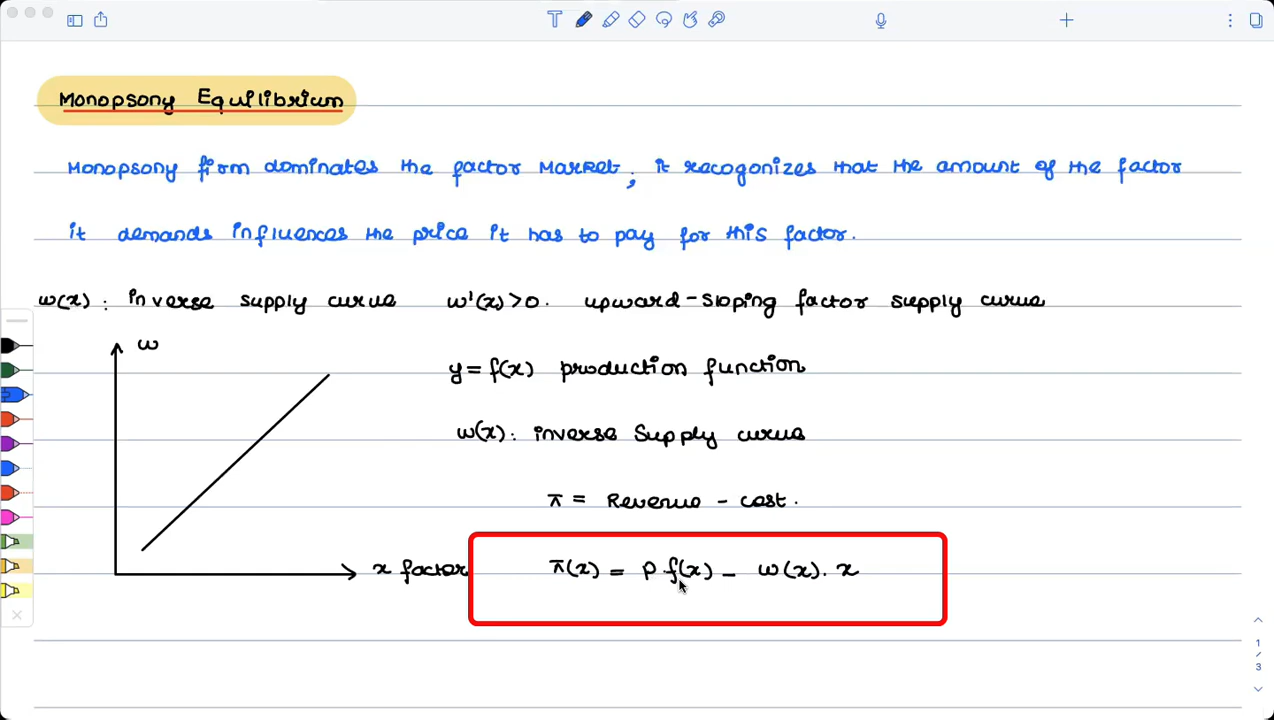 Monopsony Equilibrium
Monopsony firm dominates the factor Market; it recogonizes that the amount of the factor
it demands influences the price it has to pay for this factor.
w(x): inverse supply curve w'(x)>0. upward-sloping factor supply curve
w
y = f(x) production function
w(x): inverse supply curve
π = Revenue - cost.
x factor
π(x) = P f(x) - w(x). x
1
/
3